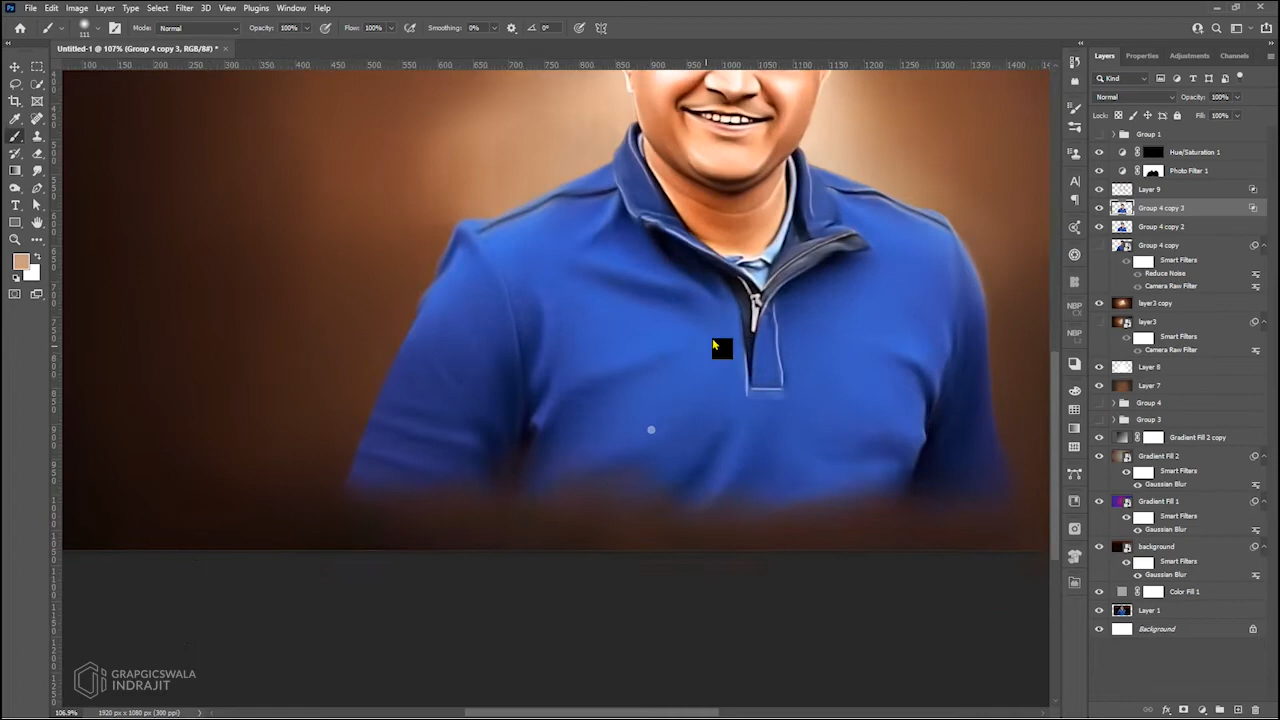 File Edit Image Layer Type Select Filter 3D View Plugins Window Help
111 Mode: Normal Opacity: 100% Flow: 100% Smoothing: 0% 0°
Untitled-1 @ 107% (Group 4 copy 3, RGB/8#) *
100 150 200 250 300 350 400 450 500 550 600 650 700 750 800 850 900 950 1000 1050 1100 1150 1200 1250 1300 1350 1400
Layers Properties Adjustments Channels
Kind
Normal Opacity: 100%
Lock: Fill: 100%
Group 1
Hue/Saturation 1
Photo Filter 1
Layer 9
Group 4 copy 3
Group 4 copy 2
Group 4 copy
Smart Filters
Reduce Noise
Camera Raw Filter
layer3 copy
layer3
Smart Filters
Camera Raw Filter
Layer 8
Layer 7
Group 4
Group 3
Gradient Fill 2 copy
Gradient Fill 2
Smart Filters
Gaussian Blur
Gradient Fill 1
Smart Filters
Gaussian Blur
background
Smart Filters
Gaussian Blur
Color Fill 1
Layer 1
Background
GRAPGICSWALA
INDRAJIT
106.9% 1920 px x 1080 px (300 ppi)